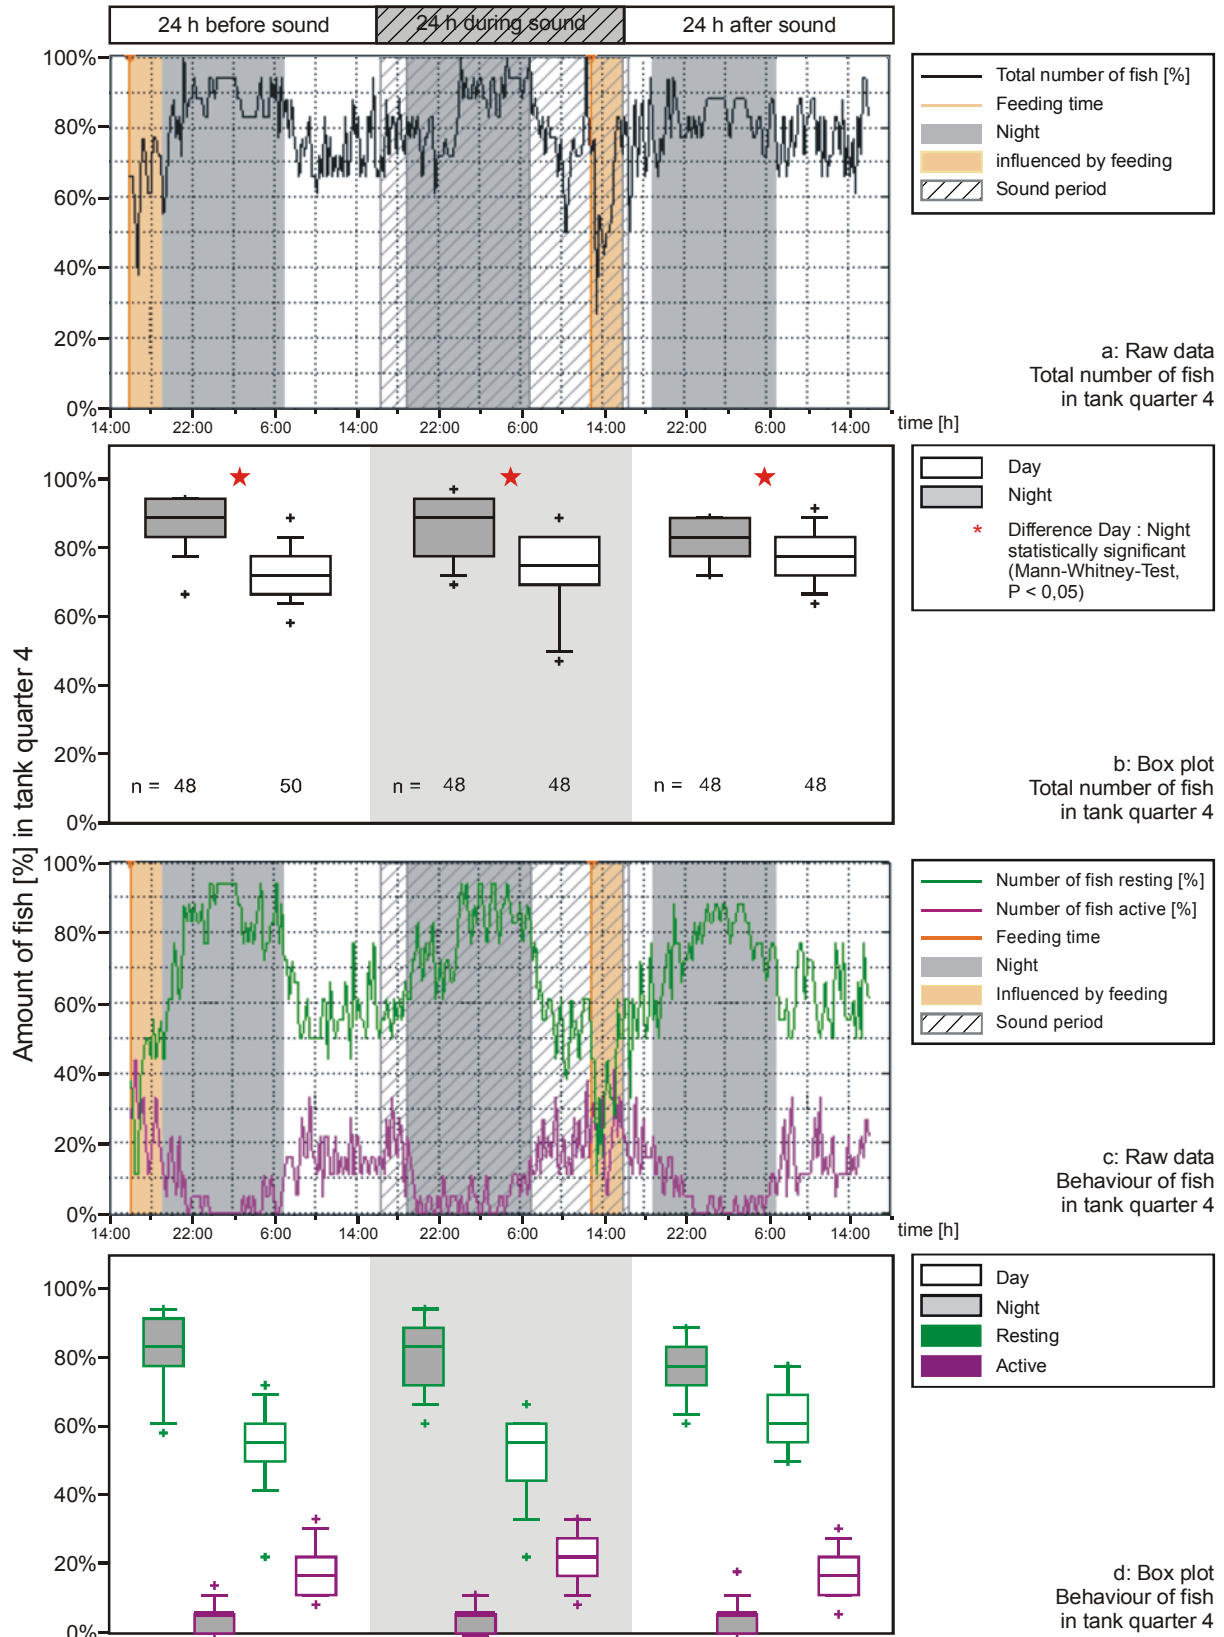 24 h before sound
24 h during sound
24 h after sound
100%
80%
60%
40%
20%
0%
14:00
22:00
6:00
14:00
22:00
6:00
14:00
22:00
6:00
14:00
time [h]
Total number of fish [%]
Feeding time
Night
influenced by feeding
Sound period
a: Raw data
Total number of fish
in tank quarter 4
Amount of fish [%] in tank quarter 4
100%
80%
60%
40%
20%
0%
n = 48
50
n = 48
48
n = 48
48
Day
Night
* Difference Day : Night
statistically significant
(Mann-Whitney-Test,
P < 0,05)
b: Box plot
Total number of fish
in tank quarter 4
100%
80%
60%
40%
20%
0%
14:00
22:00
6:00
14:00
22:00
6:00
14:00
22:00
6:00
14:00
time [h]
Number of fish resting [%]
Number of fish active [%]
Feeding time
Night
Influenced by feeding
Sound period
c: Raw data
Behaviour of fish
in tank quarter 4
100%
80%
60%
40%
20%
0%
Day
Night
Resting
Active
d: Box plot
Behaviour of fish
in tank quarter 4